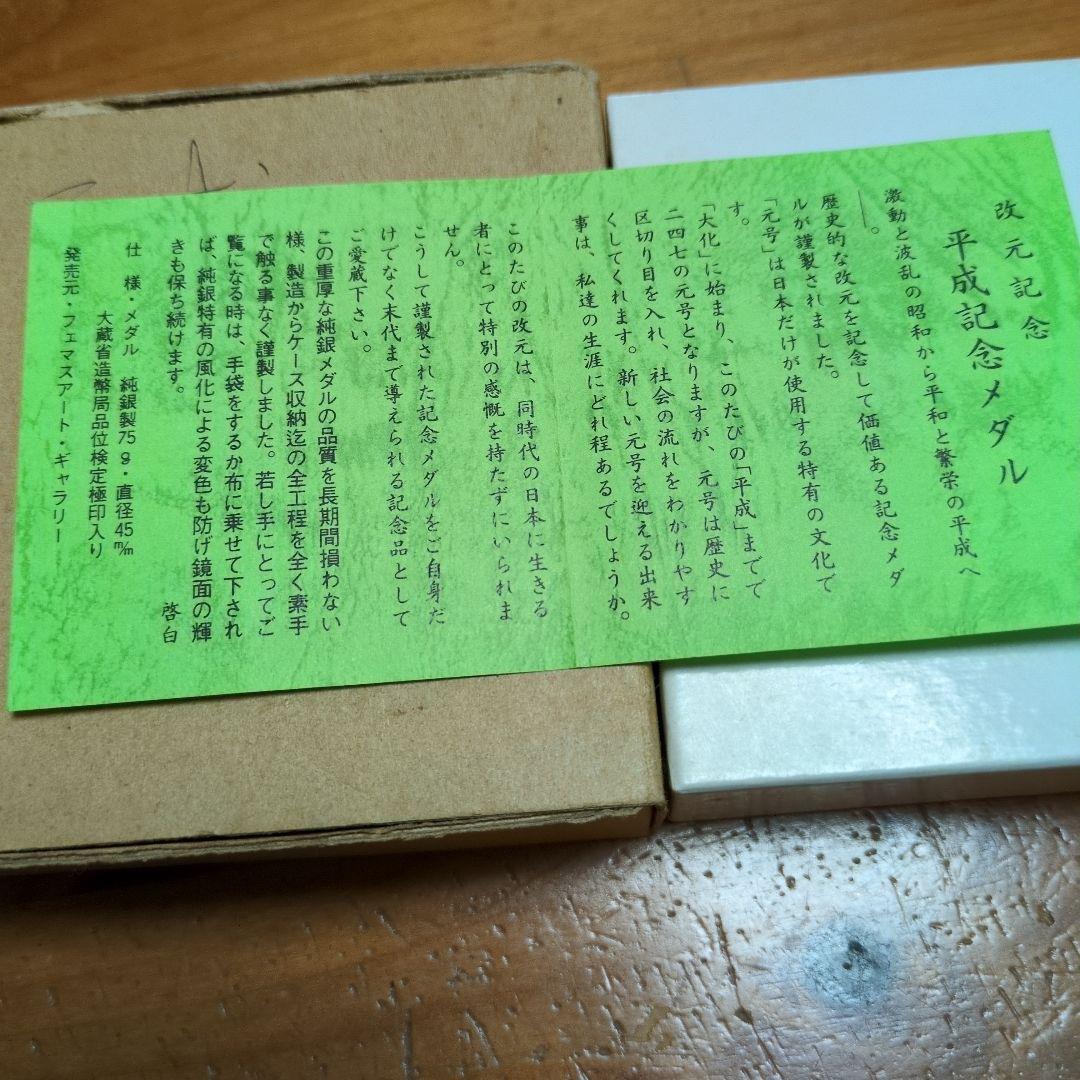 改元記念
平成記念メダル
激動と波乱の昭和から平和と繁栄の平成へ
――。
歴史的な改元を記念して価値ある記念メダ
ルが謹製されました。
「元号」は日本だけが使用する特有の文化で
す。
「大化」に始まり、このたびの「平成」までで
二四七の元号となりますが、元号は歴史に
区切り目を入れ、社会の流れをわかりやす
くしてくれます。新しい元号を迎える出来
事は、私達の生涯にどれ程あるでしょうか。
このたびの改元は、同時代の日本に生きる
者にとって特別の感慨を持たずにいられま
せん。
こうして謹製された記念メダルをご自身だ
けでなく末代まで導えられる記念品として
ご愛蔵下さい。
この重厚な純銀メダルの品質を長期間損わない
様、製造からケース収納迄の全工程を全く素手
で触る事なく謹製しました。若し手にとってご
覧になる時は、手袋をするか布に乗せて下され
ば、純銀特有の風化による変色も防げ鏡面の輝
きも保ち続けます。
啓白
仕 様・メダル 純銀製75g・直径45m/m
大蔵省造幣局品位検定極印入り
発売元・フェマスアート・ギャラリー